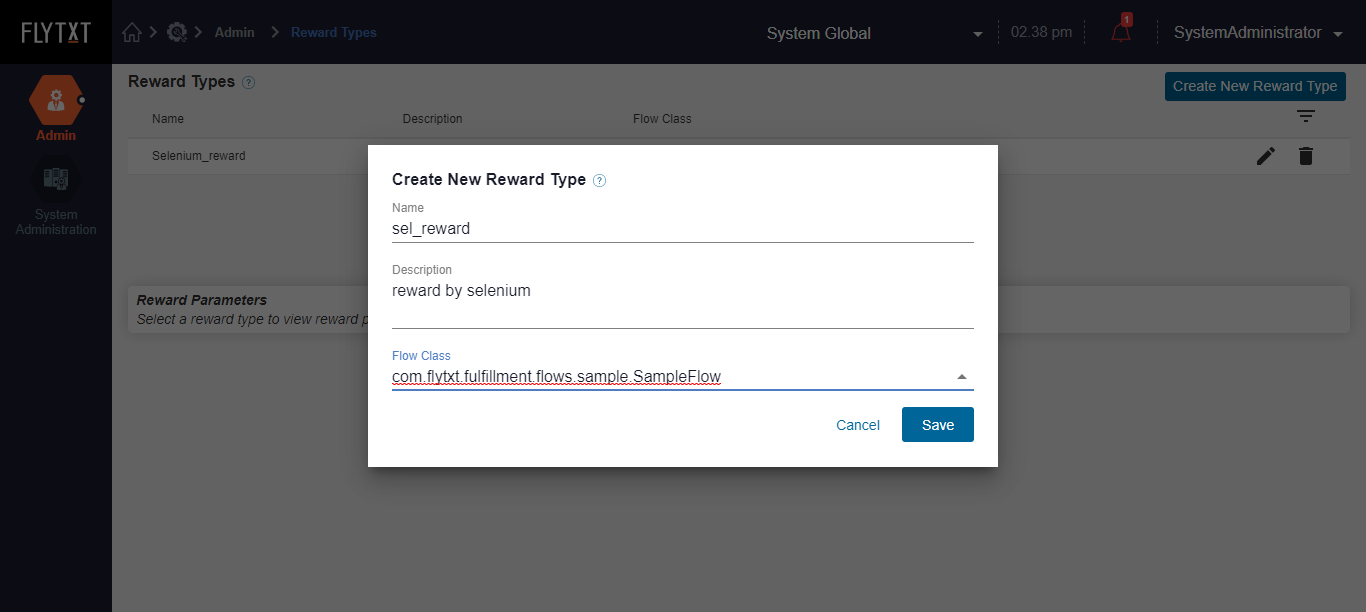 FLYTXT
Admin
Reward Types
System Global
02.38 pm
1
SystemAdministrator
Admin
System
Administration
Reward Types ?
Create New Reward Type
Name Description Flow Class
Selenium_reward
Reward Parameters
Select a reward type to view reward p
Create New Reward Type ?
Name
sel_reward
Description
reward by selenium
Flow Class
com.flytxt.fulfillment.flows.sample.SampleFlow
Cancel
Save